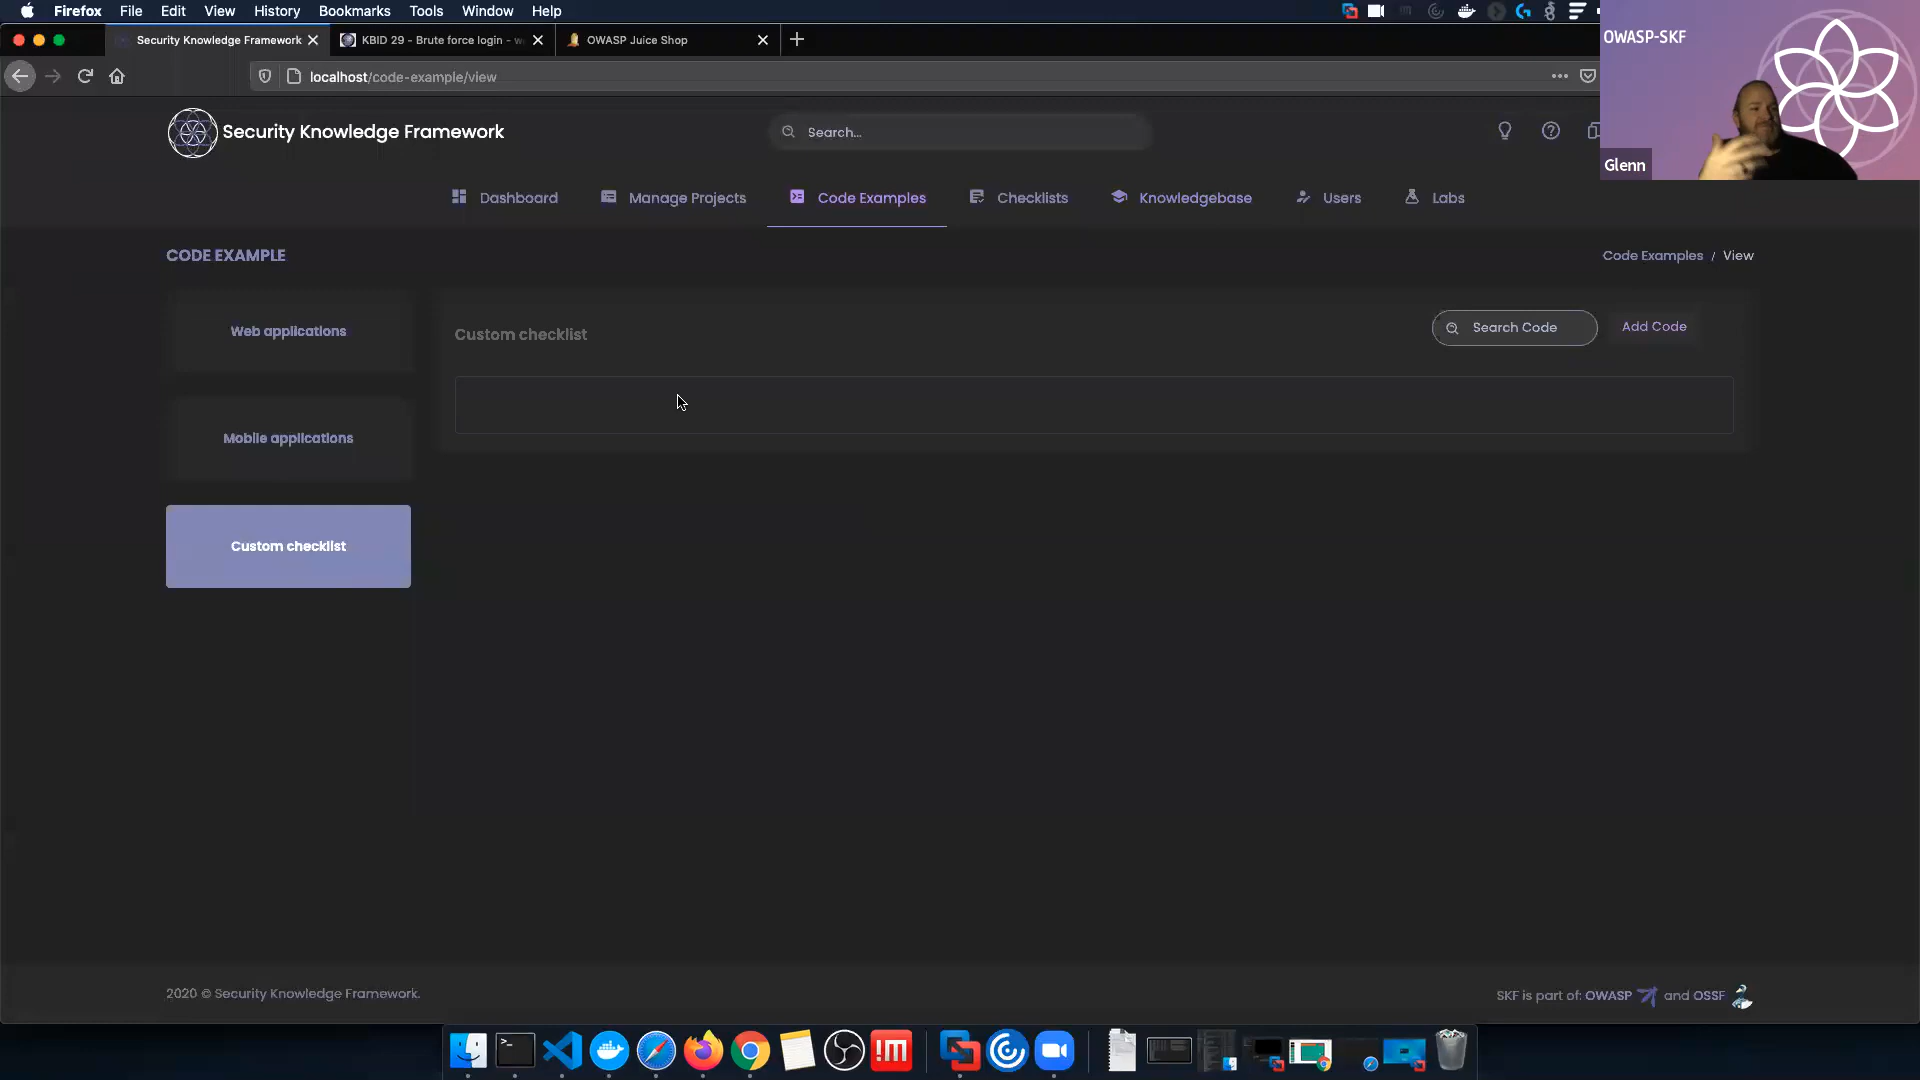 Firefox File Edit View History Bookmarks Tools Window Help
Security Knowledge Framework
KBID 29 - Brute force login - w
OWASP Juice Shop
localhost/code-example/view
OWASP-SKF
Glenn
Security Knowledge Framework
Search...
Dashboard
Manage Projects
Code Examples
Checklists
Knowledgebase
Users
Labs
CODE EXAMPLE
Code Examples / View
Web applications
Mobile applications
Custom checklist
Custom checklist
Search Code
Add Code
2020 © Security Knowledge Framework.
SKF is part of: OWASP and OSSF